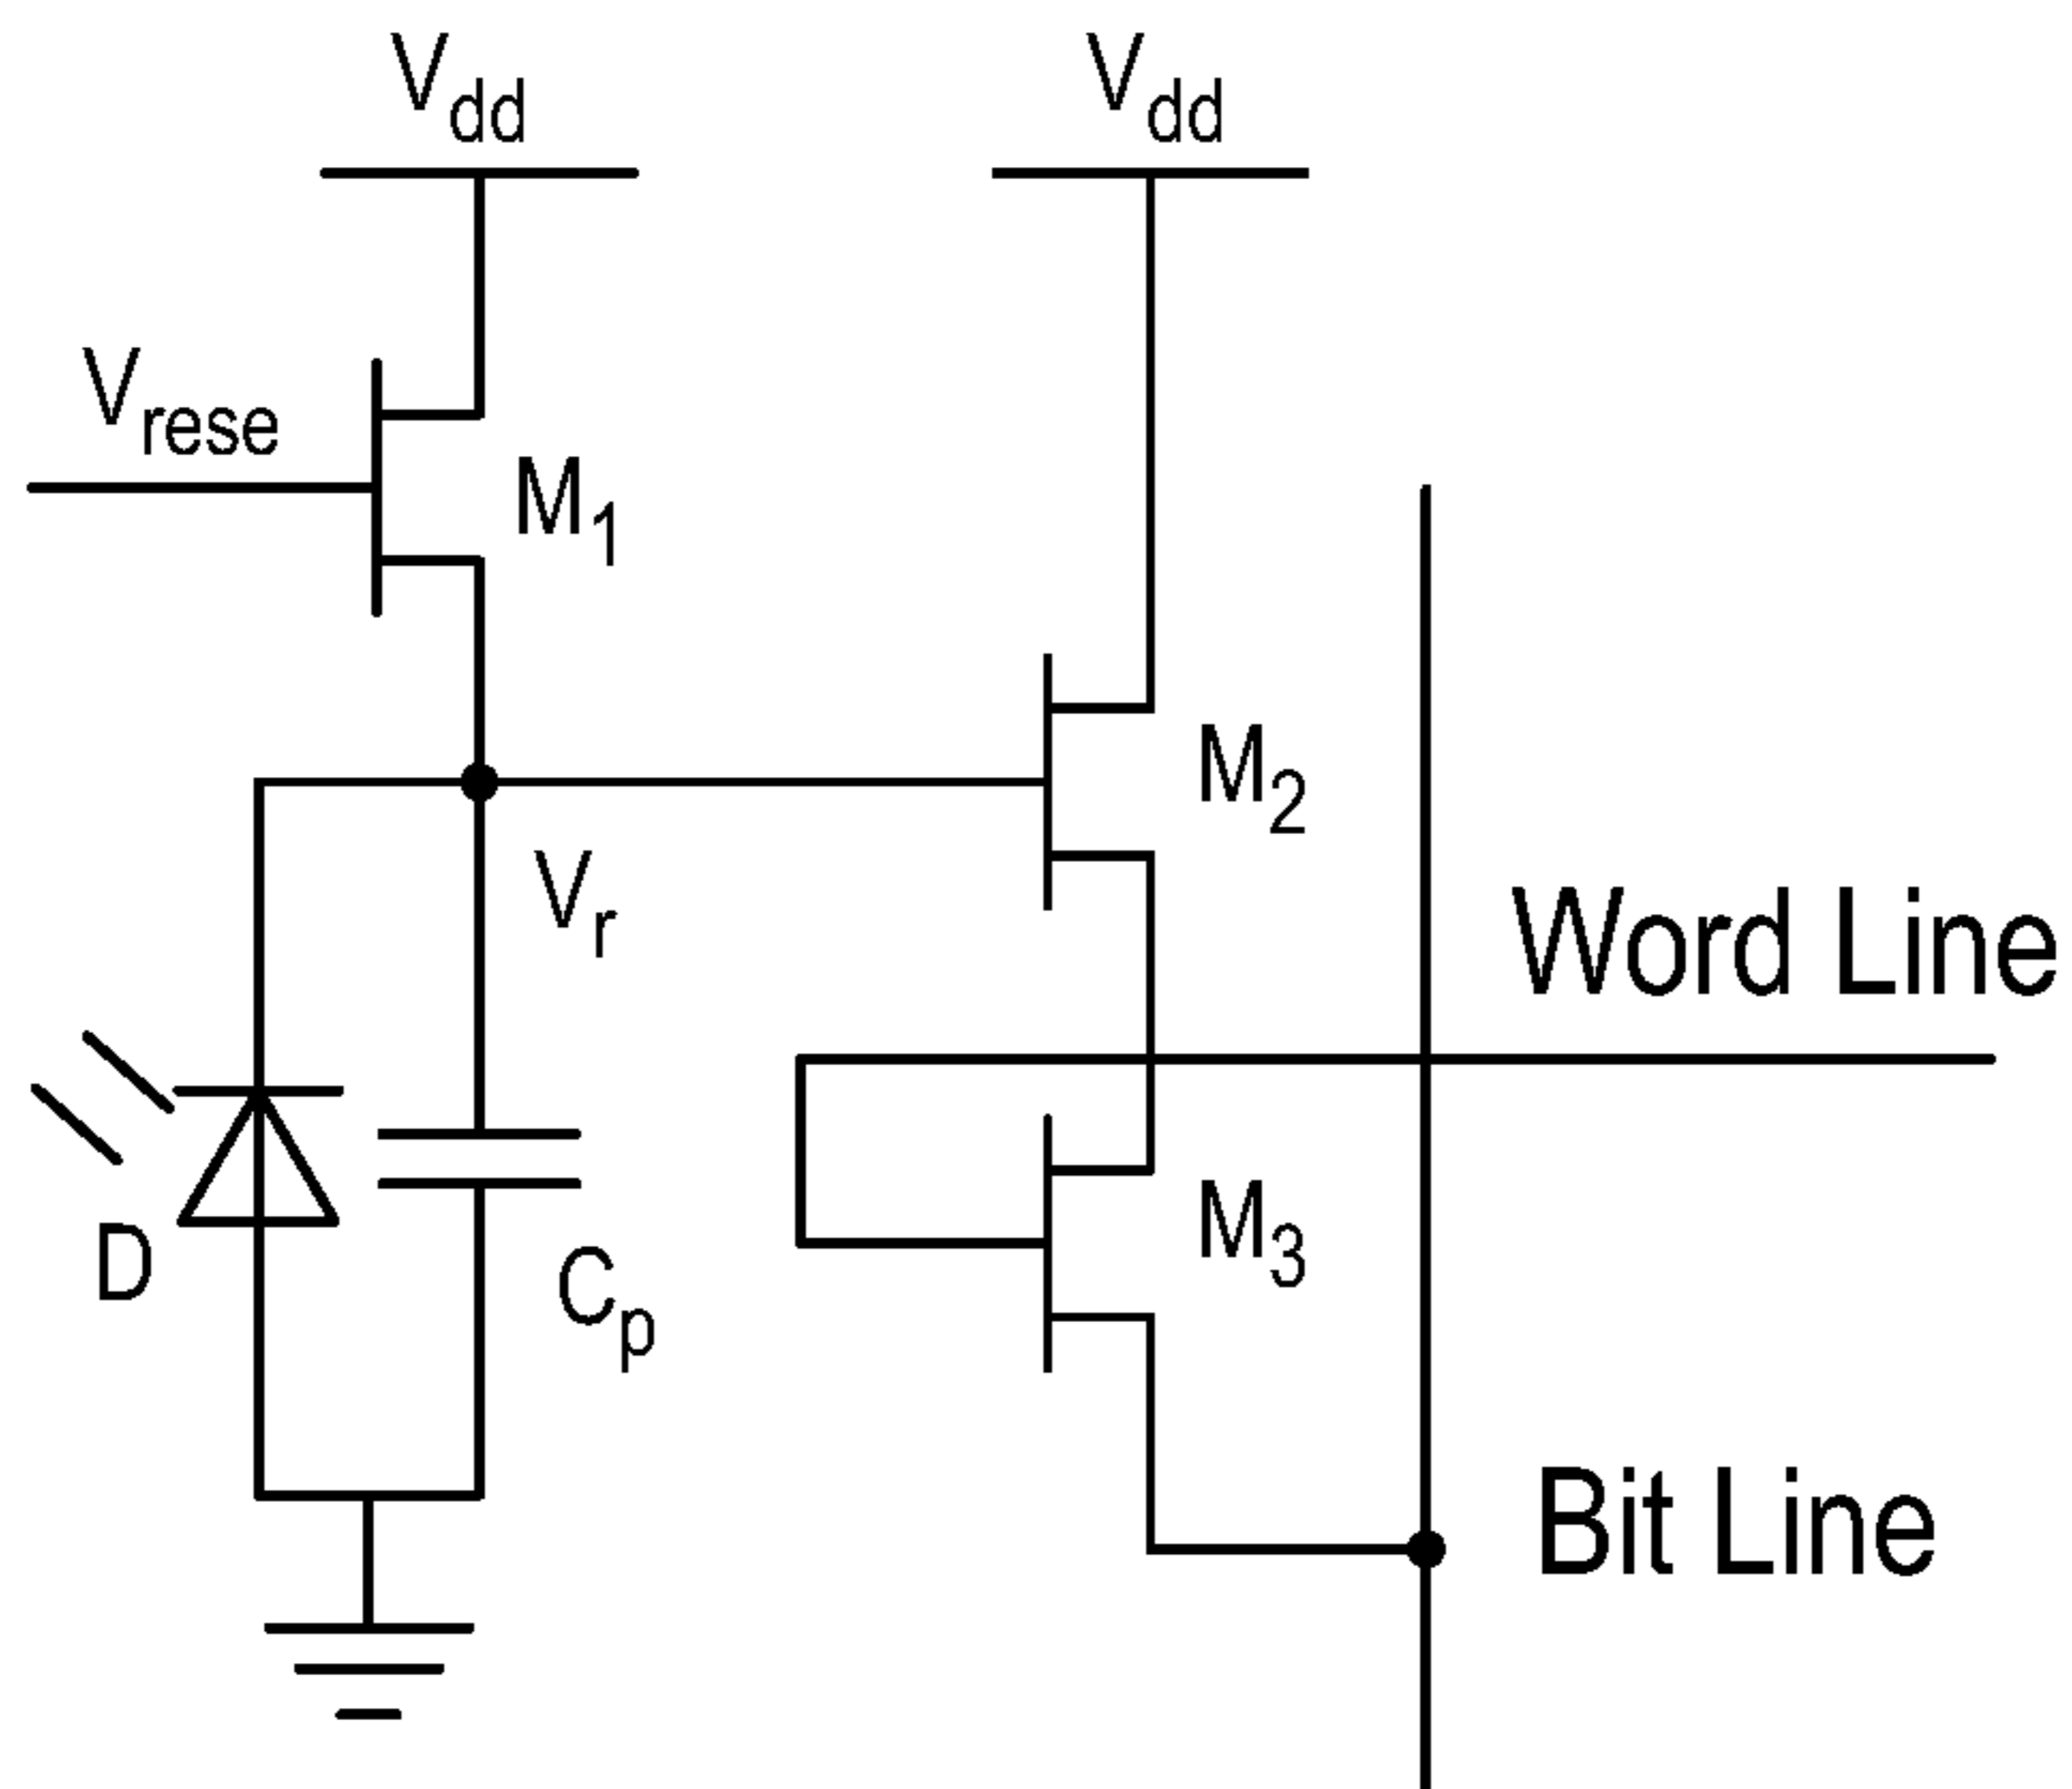 Vdd
Vdd
Vrese
M1
M2
Vr
Word Line
D
M3
Cp
Bit Line